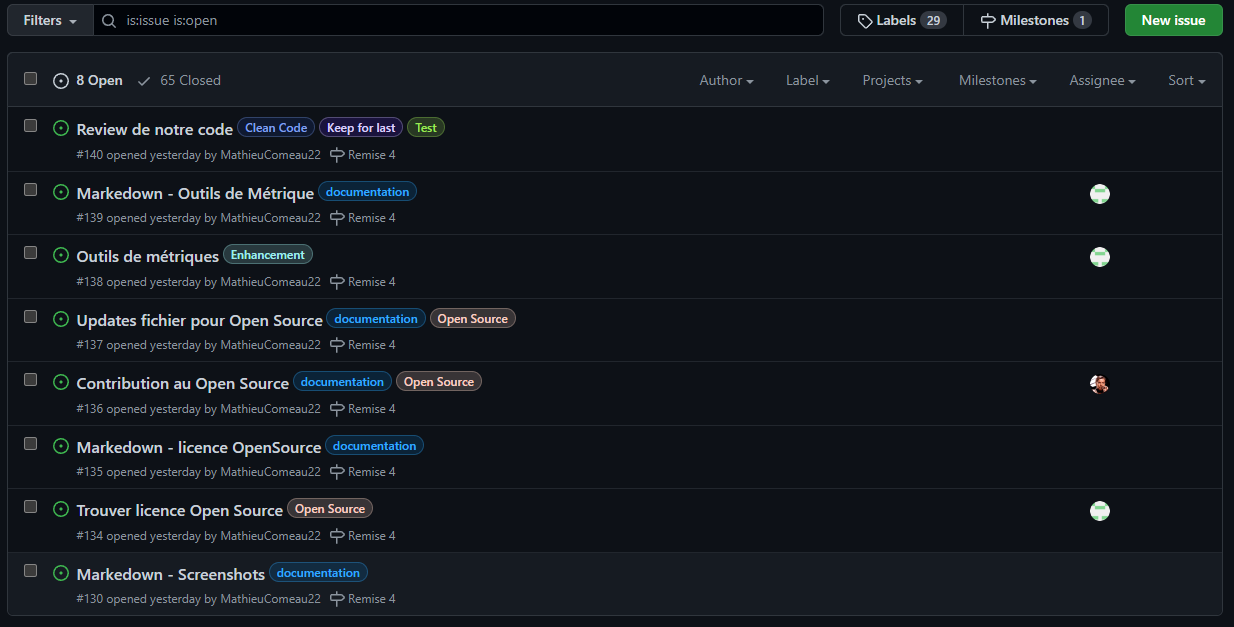 Filters is:issue is:open Labels 29 Milestones 1 New issue
8 Open 65 Closed Author Label Projects Milestones Assignee Sort
Review de notre code Clean Code Keep for last Test
#140 opened yesterday by MathieuComeau22 Remise 4
Markedown - Outils de Métrique documentation
#139 opened yesterday by MathieuComeau22 Remise 4
Outils de métriques Enhancement
#138 opened yesterday by MathieuComeau22 Remise 4
Updates fichier pour Open Source documentation Open Source
#137 opened yesterday by MathieuComeau22 Remise 4
Contribution au Open Source documentation Open Source
#136 opened yesterday by MathieuComeau22 Remise 4
Markedown - licence OpenSource documentation
#135 opened yesterday by MathieuComeau22 Remise 4
Trouver licence Open Source Open Source
#134 opened yesterday by MathieuComeau22 Remise 4
Markedown - Screenshots documentation
#130 opened yesterday by MathieuComeau22 Remise 4